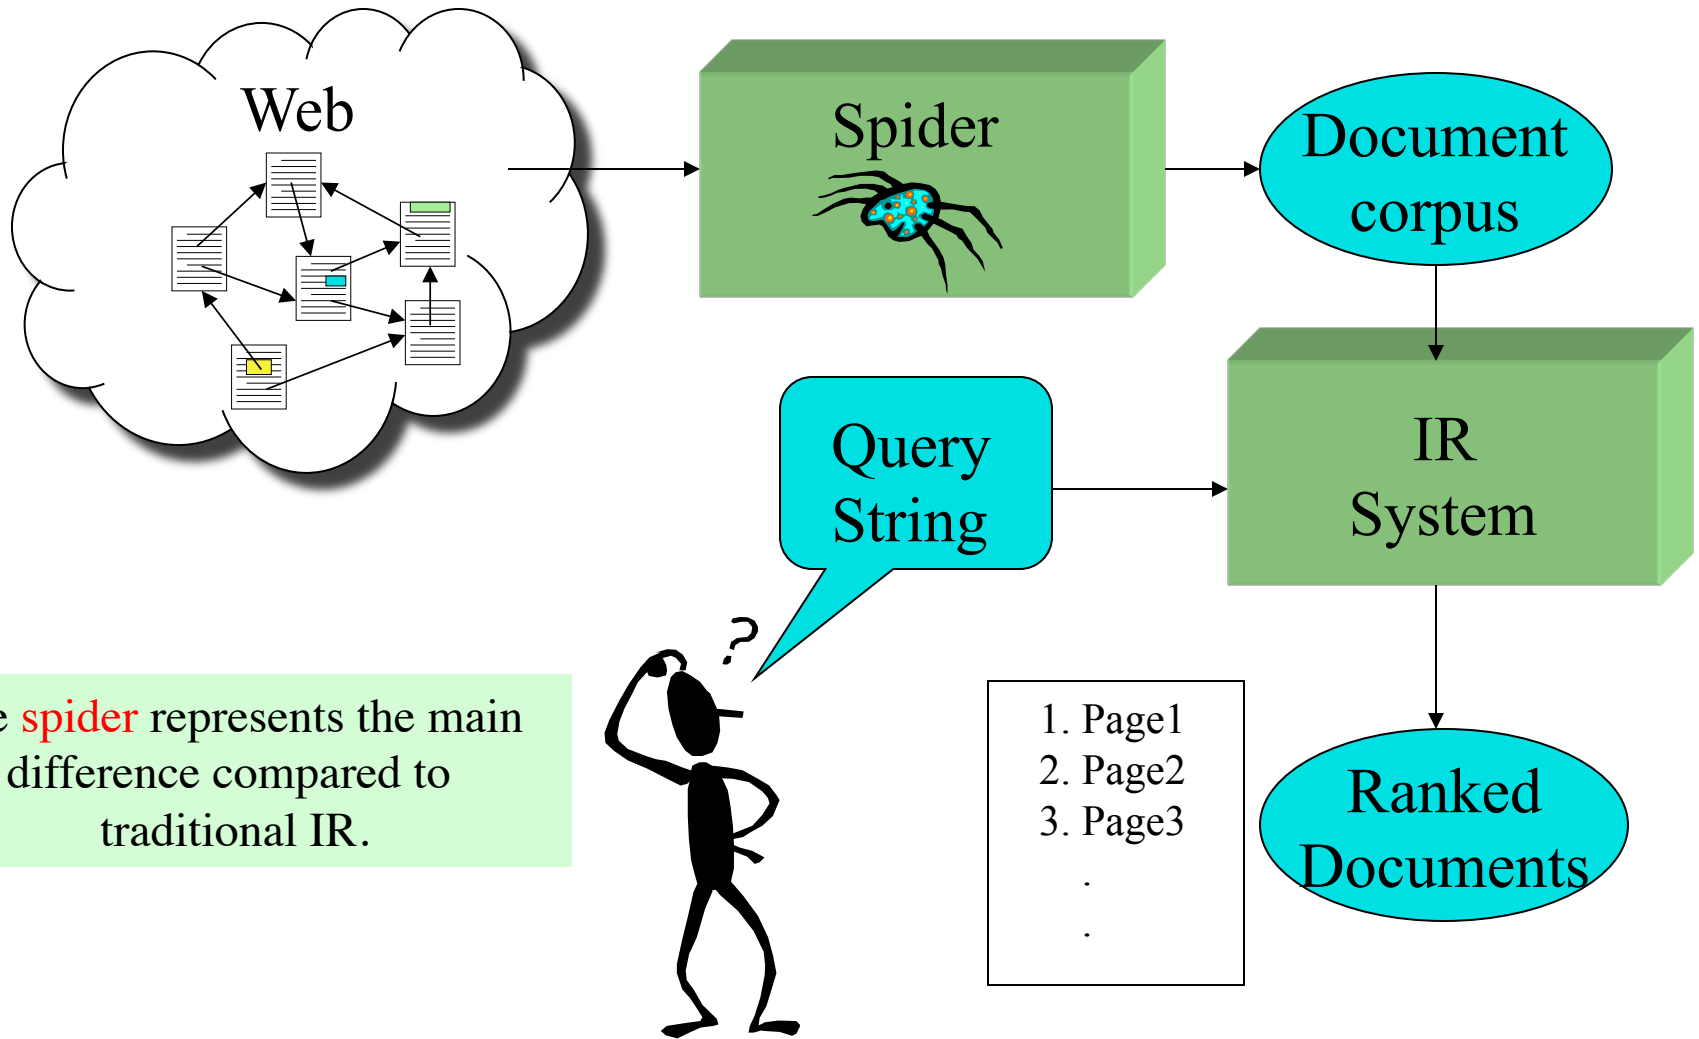 Web
Spider
Document
corpus
Query
String
IR
System
?
spider represents the main
difference compared to
traditional IR.
1. Page1
2. Page2
3. Page3
.
.
Ranked
Documents